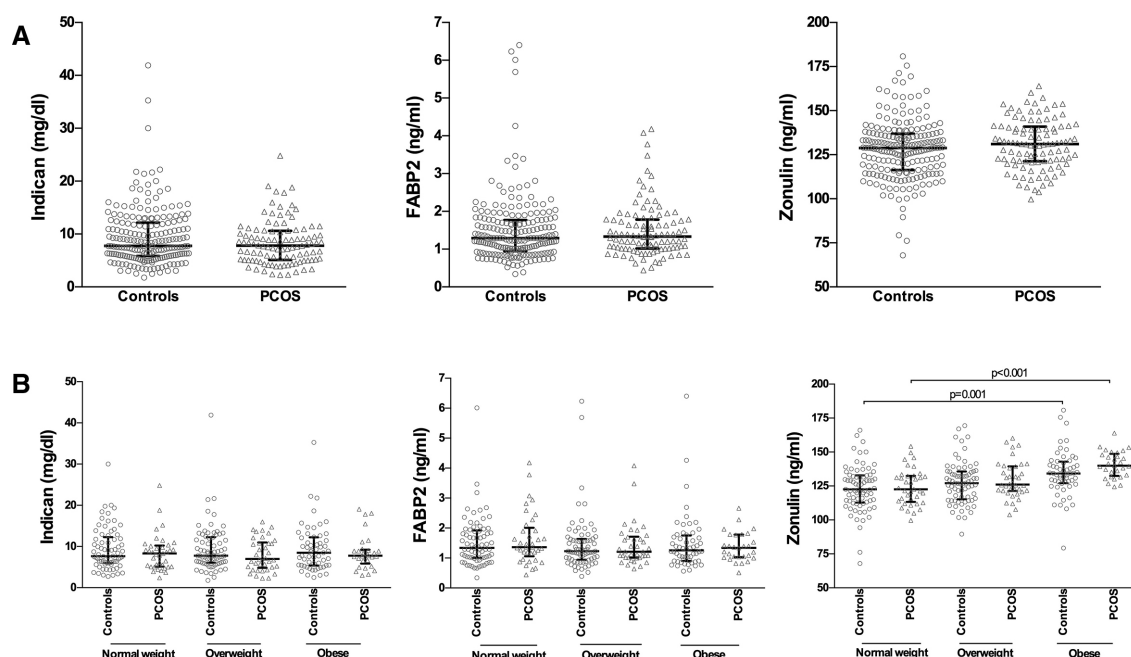 A
Indican (mg/dl)
50
40
30
20
10
0
Controls
PCOS
FABP2 (ng/ml)
7
6
5
4
3
2
1
0
Controls
PCOS
Zonulin (ng/ml)
200
175
150
125
100
75
50
Controls
PCOS
B
Indican (mg/dl)
50
40
30
20
10
0
Controls
PCOS
Controls
PCOS
Controls
PCOS
Normal weight
Overweight
Obese
FABP2 (ng/ml)
7
6
5
4
3
2
1
0
Controls
PCOS
Controls
PCOS
Controls
PCOS
Normal weight
Overweight
Obese
p<0.001
p=0.001
Zonulin (ng/ml)
200
175
150
125
100
75
50
Controls
PCOS
Controls
PCOS
Controls
PCOS
Normal weight
Overweight
Obese